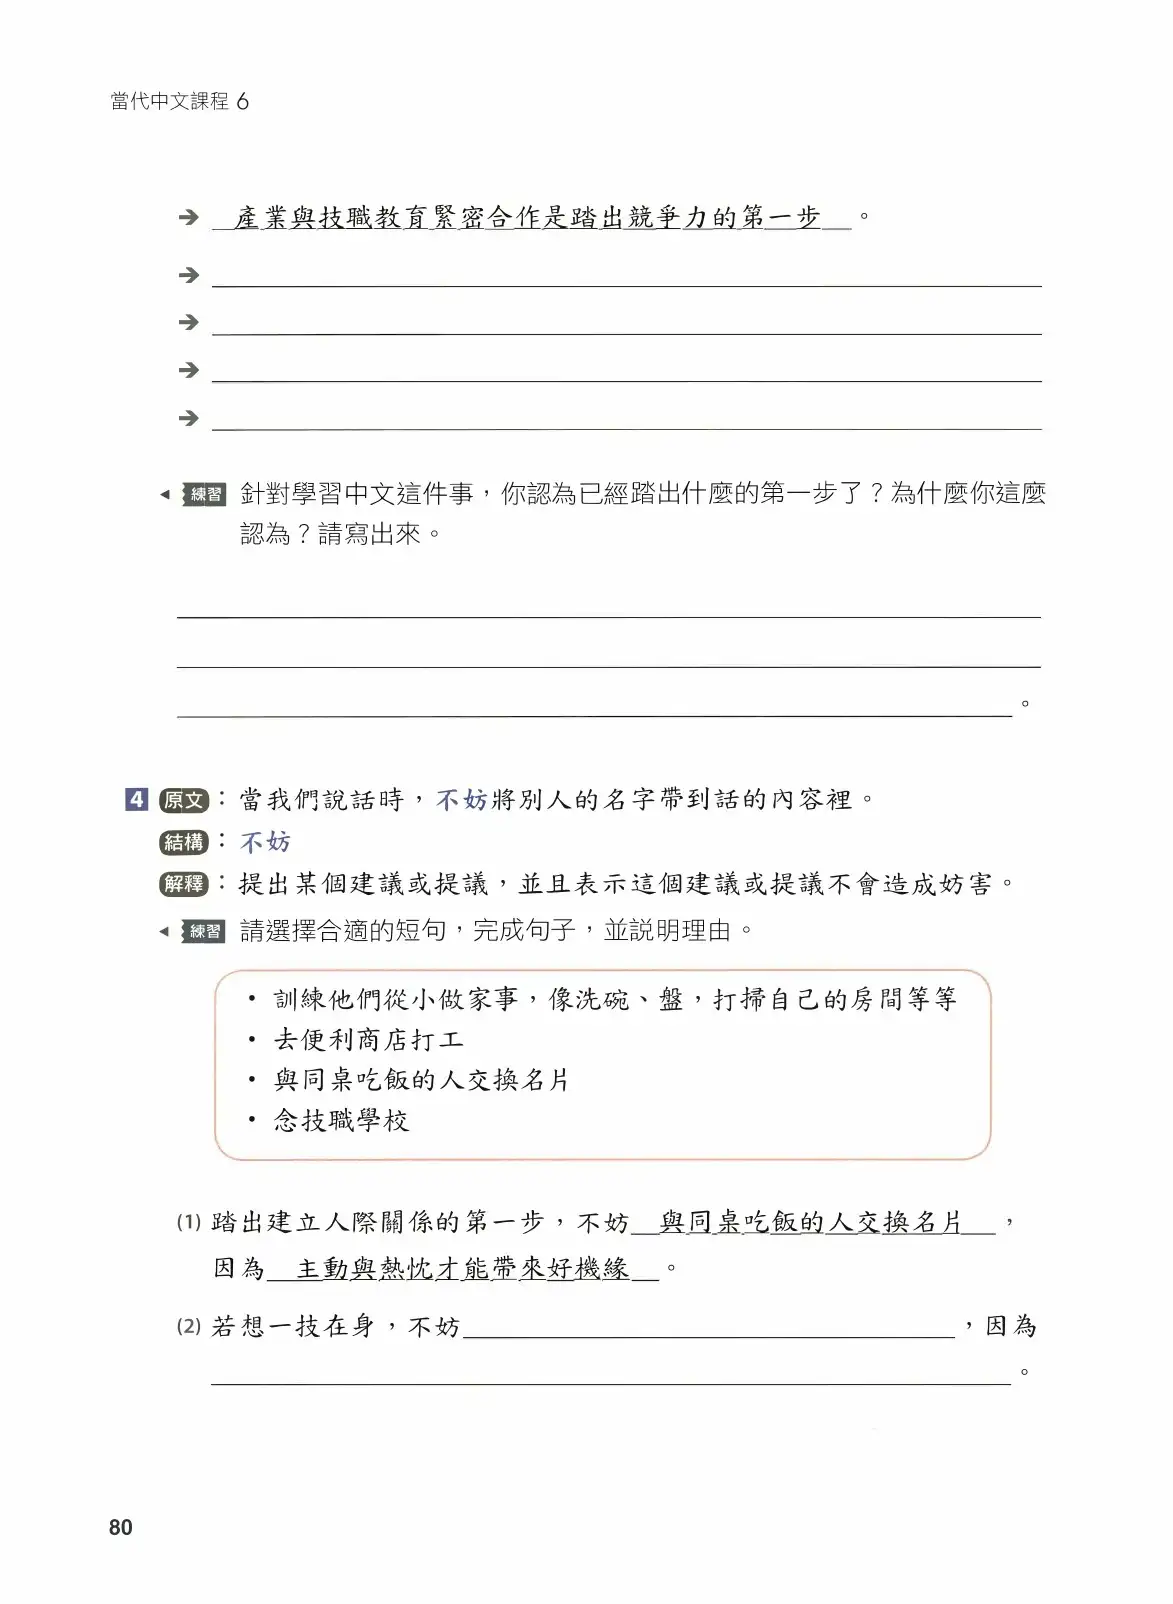 當代中文課程 6
➔ 產業與技職教育緊密合作是踏出競爭力的第一步。
➔
➔
➔
➔
練習 針對學習中文這件事，你認為已經踏出什麼的第一步了？為什麼你這麼
認為？請寫出來。
。
4 原文：當我們說話時，不妨將別人的名字帶到話的內容裡。
結構：不妨
解釋：提出某個建議或提議，並且表示這個建議或提議不會造成妨害。
練習 請選擇合適的短句，完成句子，並說明理由。
• 訓練他們從小做家事，像洗碗、盤，打掃自己的房間等等
• 去便利商店打工
• 與同桌吃飯的人交換名片
• 念技職學校
(1) 踏出建立人際關係的第一步，不妨與同桌吃飯的人交換名片，
因為主動與熱忱才能帶來好機緣。
(2) 若想一技在身，不妨，因為
。
80